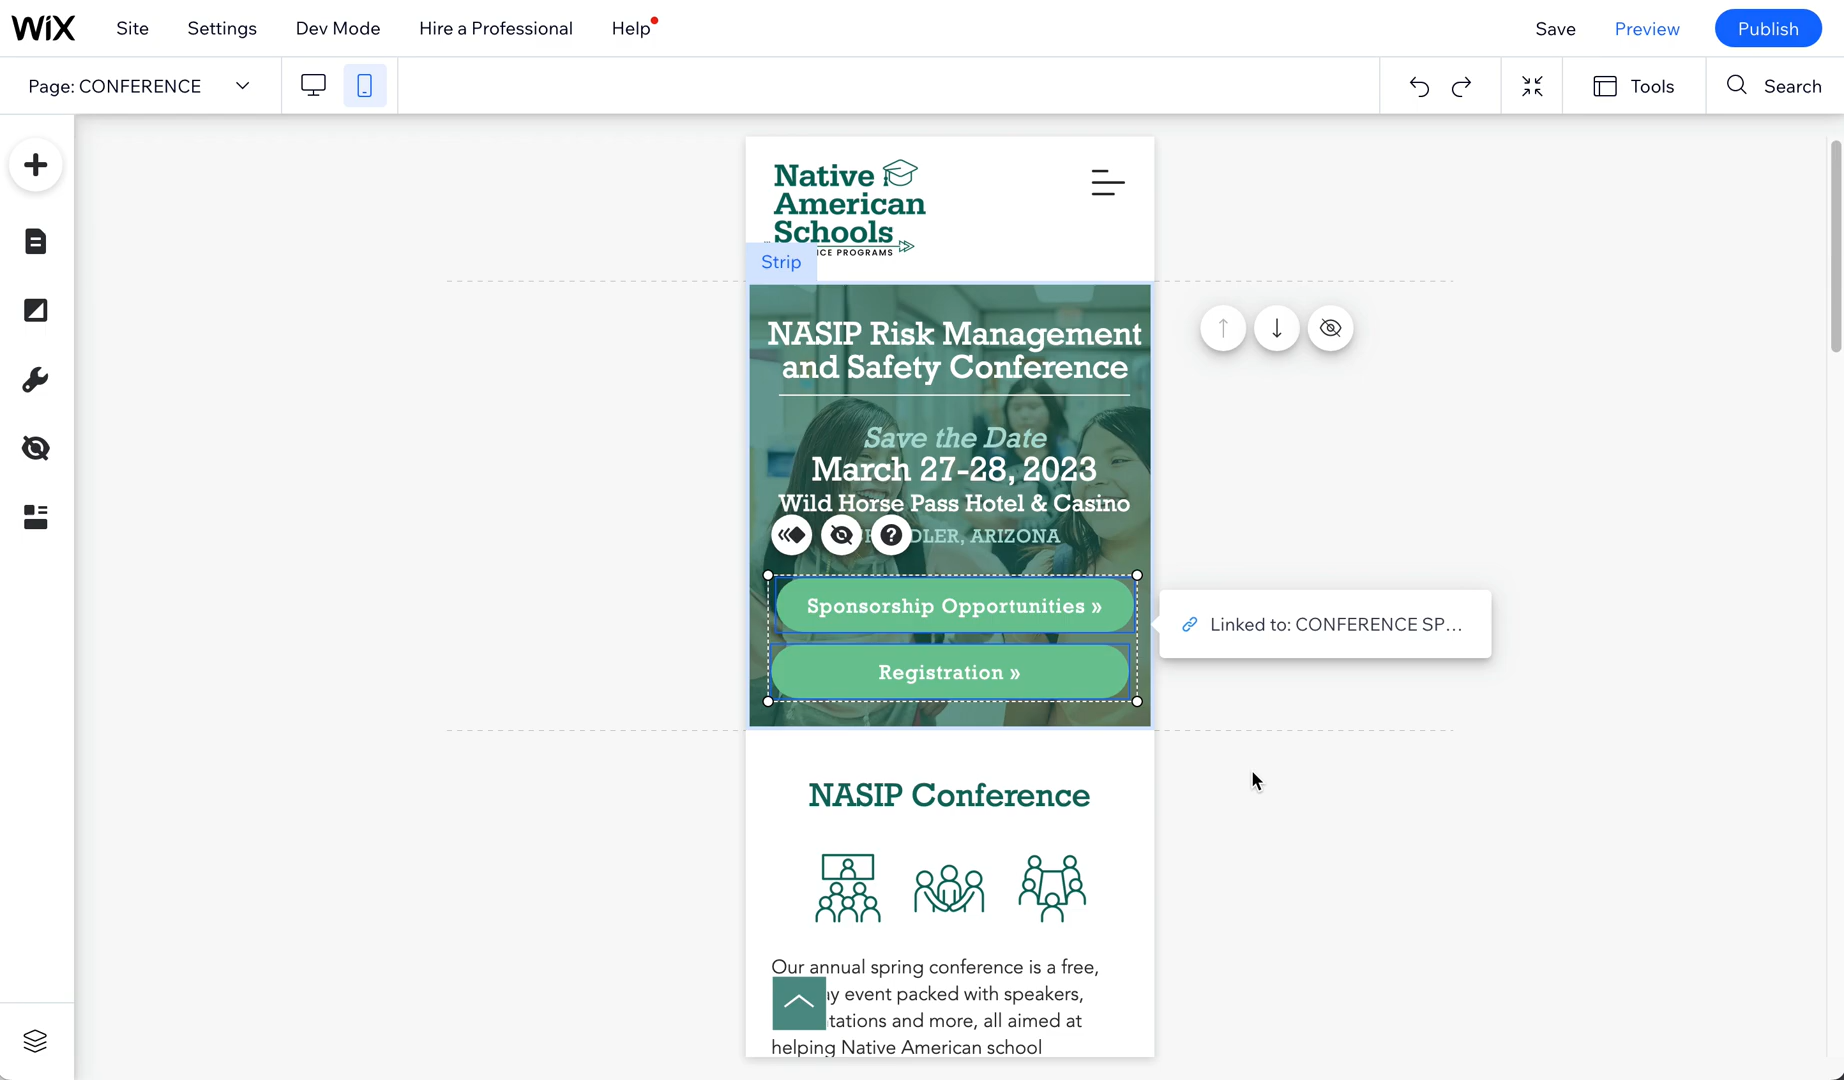 WIX
Site
Settings
Dev Mode
Hire a Professional
Help
Save
Preview
Publish
Page: CONFERENCE
Tools
Search
Native
American
Schools
CE PROGRAMS
Strip
NASIP Risk Management
and Safety Conference
Save the Date
March 27-28, 2023
Wild Horse Pass Hotel & Casino
DLER, ARIZONA
Sponsorship Opportunities »
Linked to: CONFERENCE SP...
Registration »
NASIP Conference
Our annual spring conference is a free,
y event packed with speakers,
tations and more, all aimed at
helping Native American school